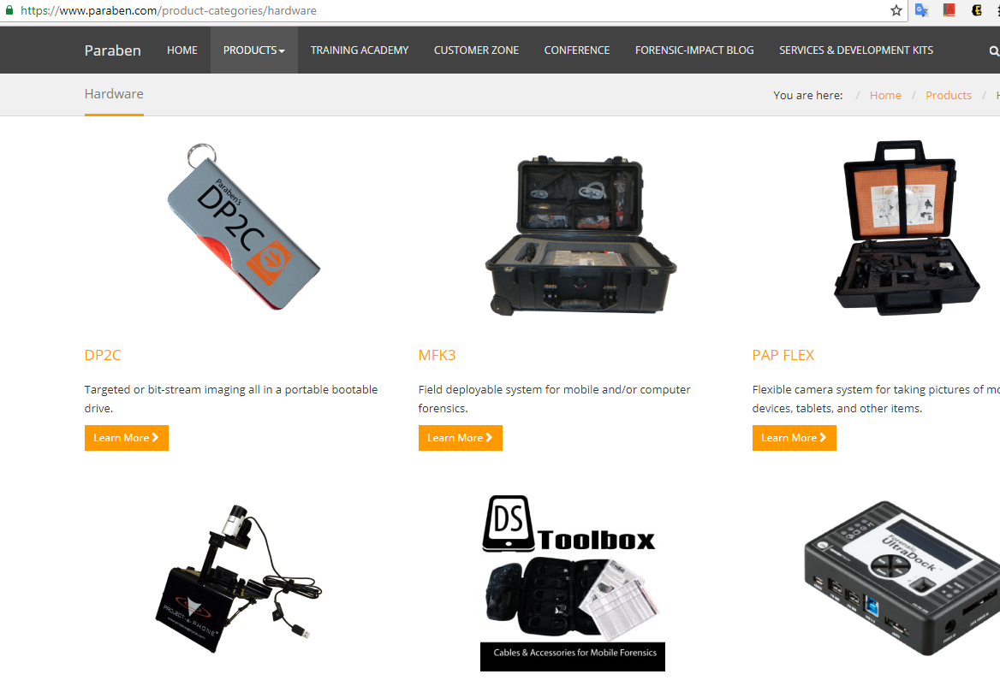 https://www.paraben.com/product-categories/hardware
Paraben HOME PRODUCTS TRAINING ACADEMY CUSTOMER ZONE CONFERENCE FORENSIC-IMPACT BLOG SERVICES & DEVELOPMENT KITS
Hardware
You are here: / Home / Products /
Paraben's
DP2C
DP2C
Targeted or bit-stream imaging all in a portable bootable
drive.
Learn More
MFK3
Field deployable system for mobile and/or computer
forensics.
Learn More
PAP FLEX
Flexible camera system for taking pictures of mo
devices, tablets, and other items.
Learn More
PROJECT-a-PHONE
DS
Toolbox
Cables & Accessories for Mobile Forensics
Forensic
UltraDock